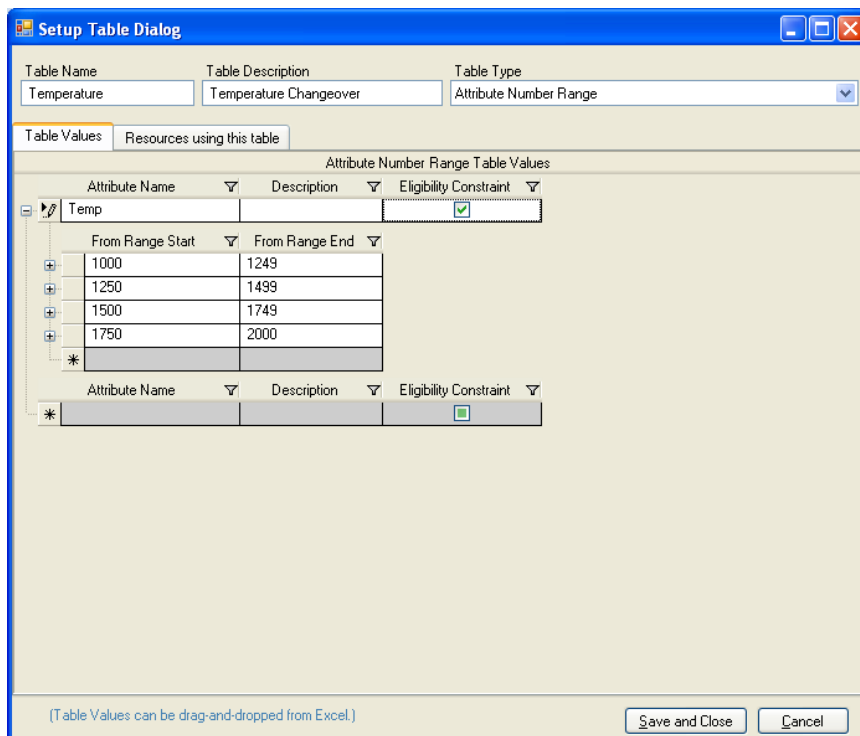 Setup Table Dialog
Table Name Table Description Table Type
Temperature Temperature Changeover Attribute Number Range
Table Values Resources using this table
Attribute Number Range Table Values
Attribute Name Description Eligibility Constraint
Temp
From Range Start From Range End
1000 1249
1250 1499
1500 1749
1750 2000
Attribute Name Description Eligibility Constraint
(Table Values can be drag-and-dropped from Excel.) Save and Close Cancel